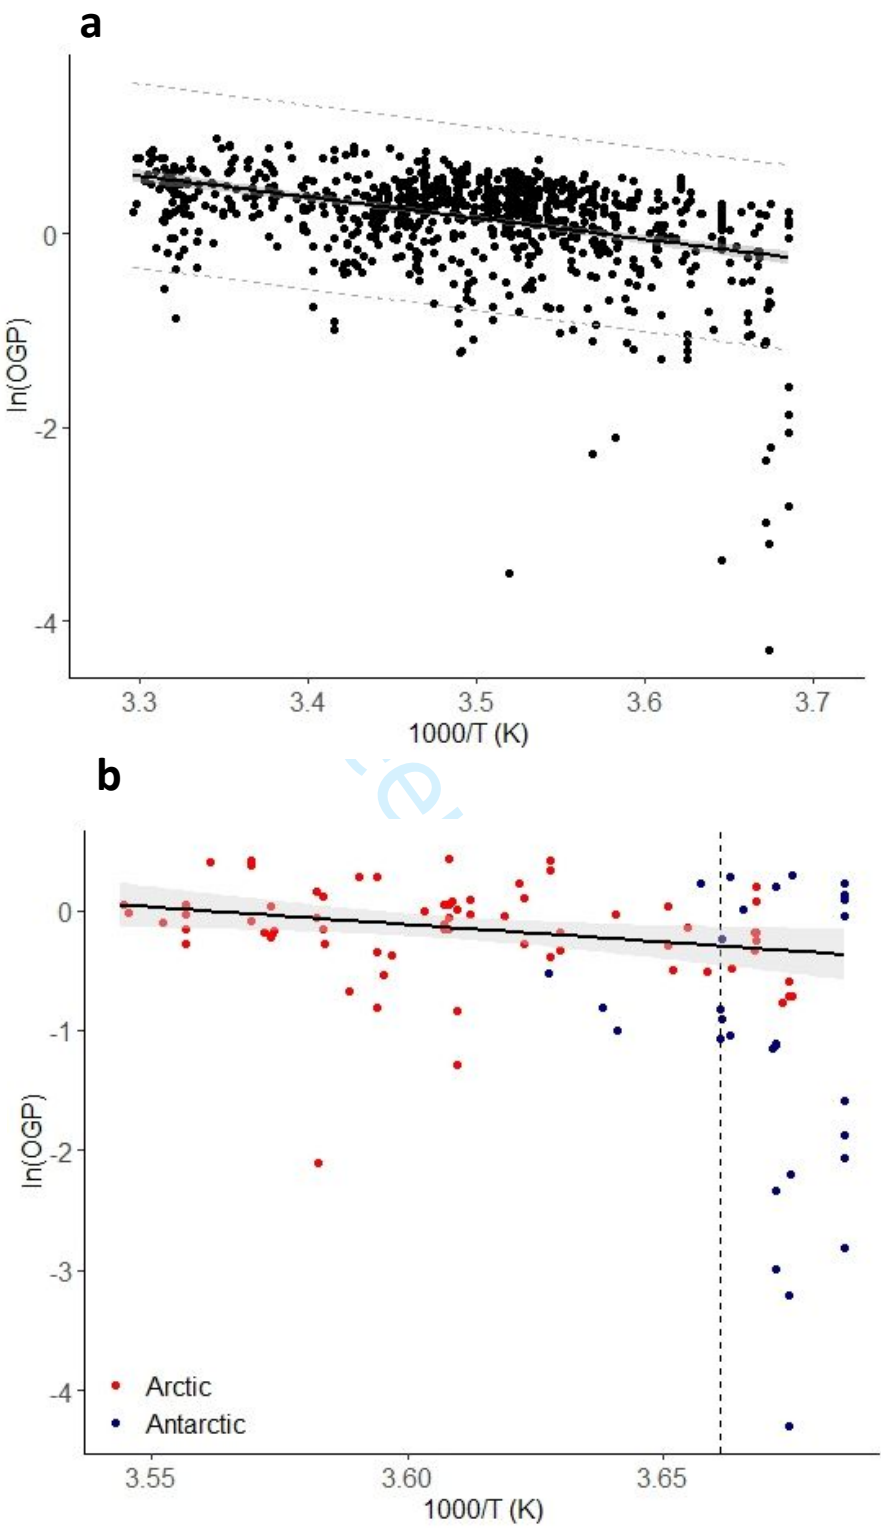 a
0
-2
-4
ln(OGP)
3.3 3.4 3.5 3.6 3.7
1000/T (K)
b
0
-1
-2
-3
-4
ln(OGP)
Arctic
Antarctic
3.55 3.60 3.65
1000/T (K)